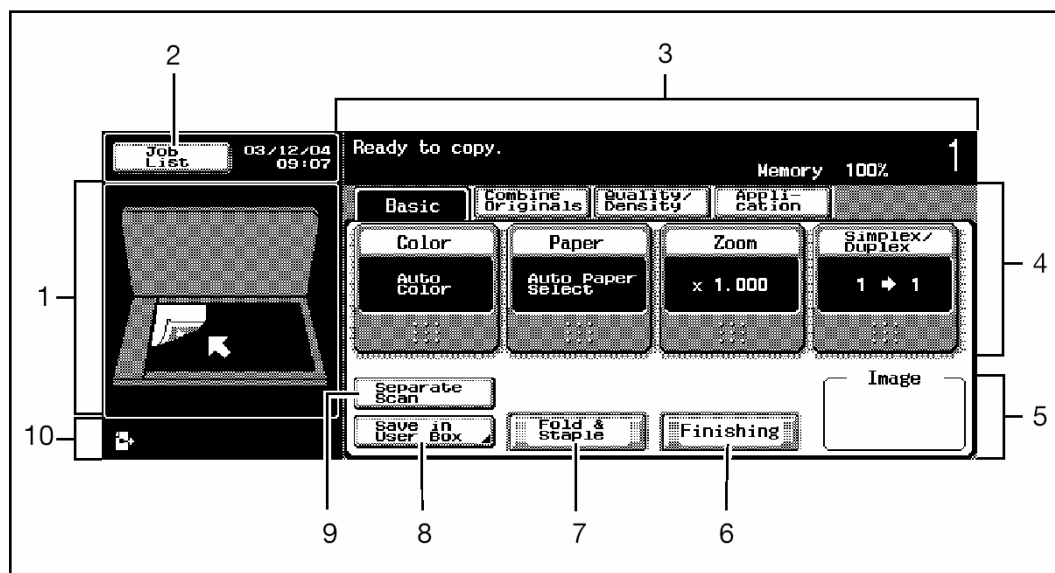 2
3
Job
List
03/12/04
09:07
Ready to copy.
Memory 100%
1
Basic
Combine
Originals
Quality/
Density
Appli-
cation
Color
Paper
Zoom
Simplex/
Duplex
Auto
Color
Auto Paper
Select
x 1.000
1 ➔ 1
1
4
Separate
Scan
Image
5
10
Save in
User Box
Fold &
Staple
Finishing
9
8
7
6